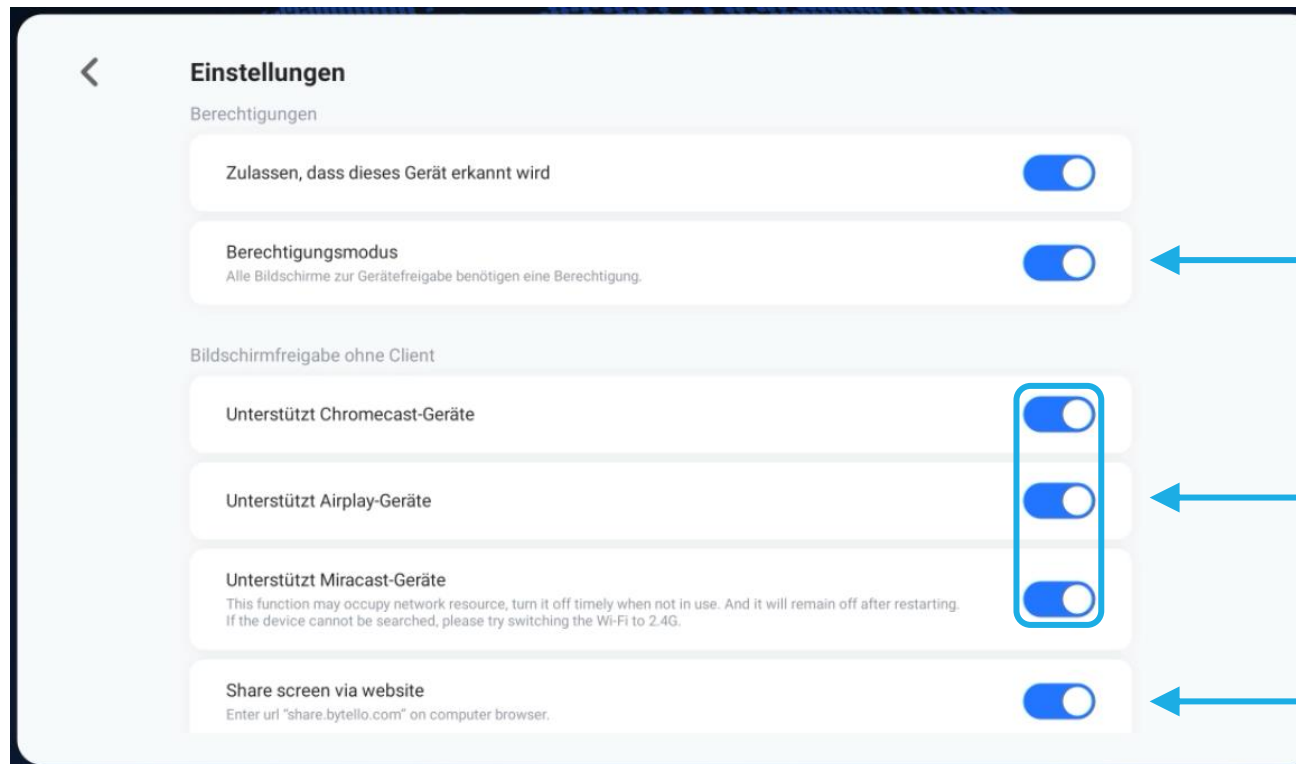 Einstellungen
Berechtigungen
Zulassen, dass dieses Gerät erkannt wird
Berechtigungsmodus
Alle Bildschirme zur Gerätefreigabe benötigen eine Berechtigung.
Bildschirmfreigabe ohne Client
Unterstützt Chromecast-Geräte
Unterstützt Airplay-Geräte
Unterstützt Miracast-Geräte
This function may occupy network resource, turn it off timely when not in use. And it will remain off after restarting.
If the device cannot be searched, please try switching the Wi-Fi to 2.4G.
Share screen via website
Enter url "share.bytello.com" on computer browser.